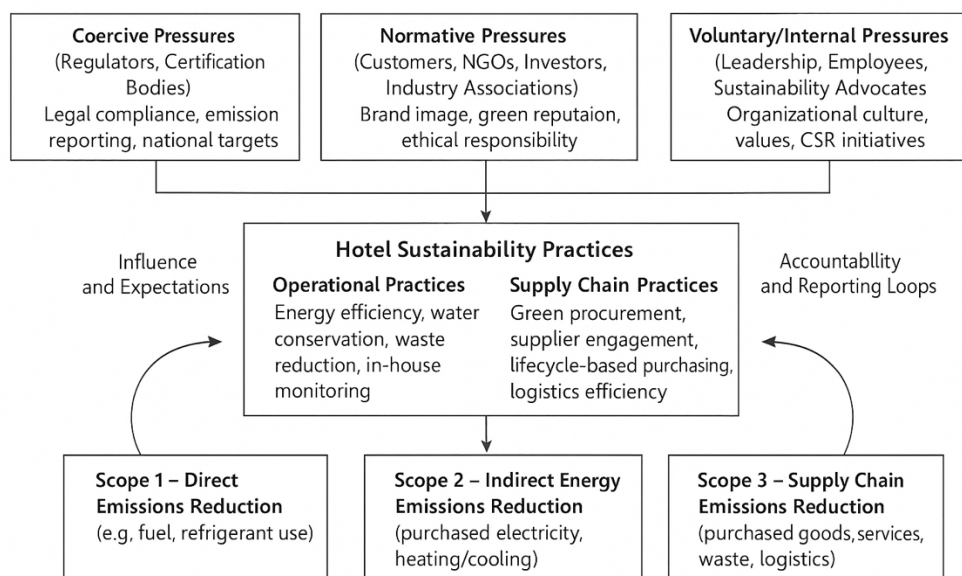 Coercive Pressures
(Regulators, Certification
Bodies)
Legal compliance, emission
reporting, national targets
Normative Pressures
(Customers, NGOs, Investors,
Industry Associations)
Brand image, green reputaion,
ethical responsibility
Voluntary/Internal Pressures
(Leadership, Employees,
Sustainability Advocates
Organizational culture,
values, CSR initiatives
Influence
and Expectations
Hotel Sustainability Practices
Operational Practices
Energy efficiency, water
conservation, waste
reduction, in-house
monitoring
Supply Chain Practices
Green procurement,
supplier engagement,
lifecycle-based purchasing,
logistics efficiency
Accountabllity
and Reporting Loops
Scope 1 – Direct
Emissions Reduction
(e.g, fuel, refrigerant use)
Scope 2 – Indirect Energy
Emissions Reduction
(purchased electricity,
heating/cooling)
Scope 3 – Supply Chain
Emissions Reduction
(purchased goods, services,
waste, logistics)